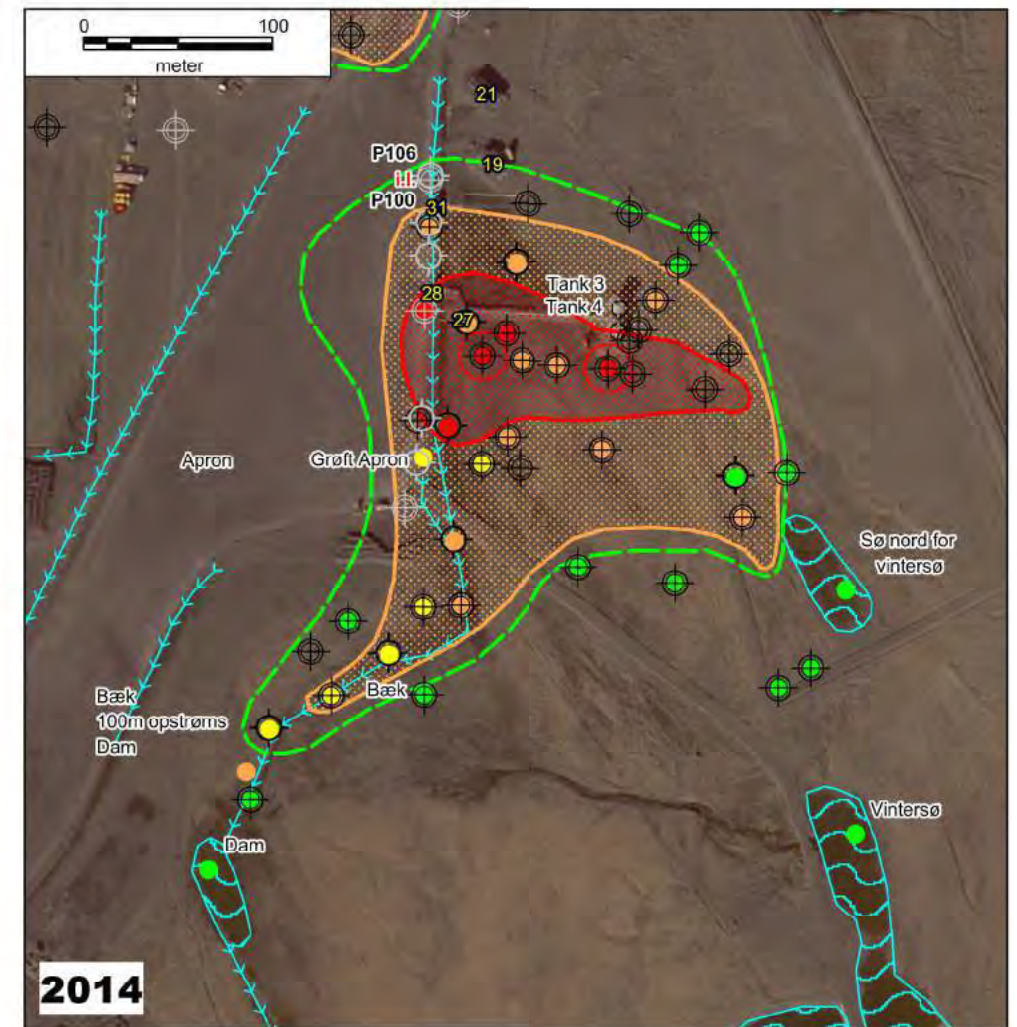 0 100
meter
21
P106
19
i.i.
P100
31
Tank 3
28
Tank 4
27
Apron
Grøft Apron
Sø nord for
vintersø
Bæk
Bæk
100m opstrøms
Dam
Vintersø
Dam
2014